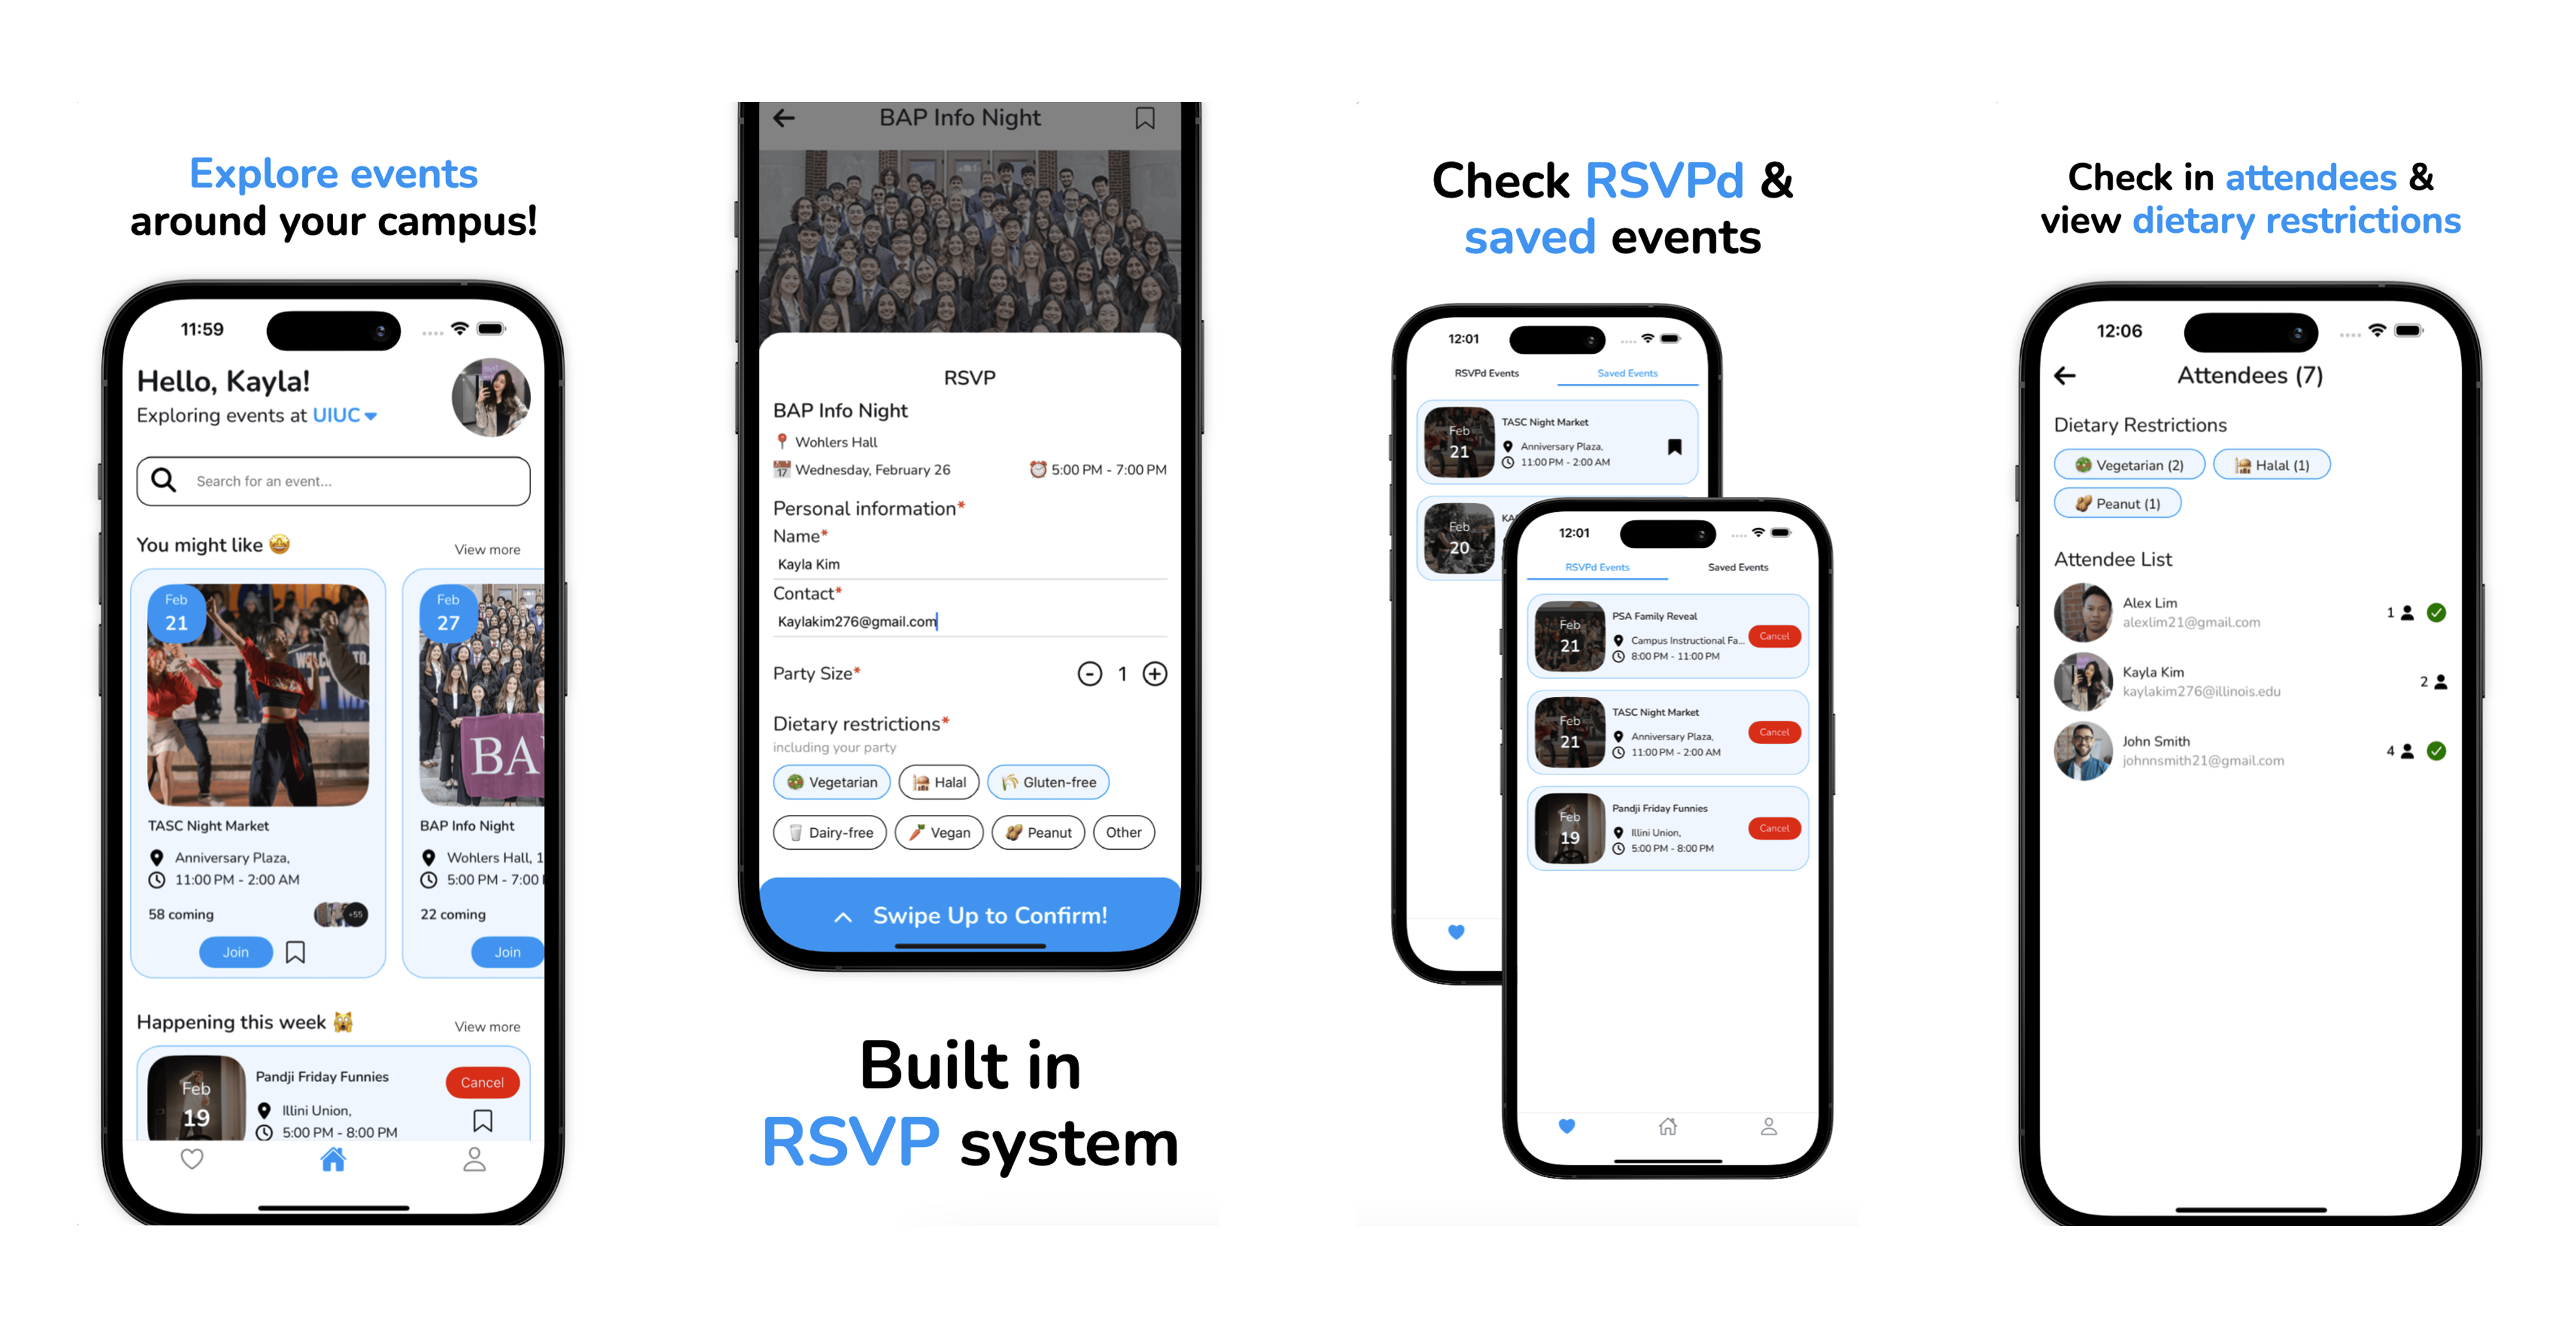 Explore events
around your campus!
11:59
Hello, Kayla!
Exploring events at UIUC
Search for an event...
You might like 🤩
View more
Feb
21
TASC Night Market
Anniversary Plaza,
11:00 PM - 2:00 AM
58 coming
+55
Join
Feb
27
BA
BAP Info Night
Wohlers Hall, 1
5:00 PM - 7:00
22 coming
Join
Happening this week 🙀
View more
Feb
19
Pandji Friday Funnies
Illini Union,
5:00 PM - 8:00 PM
Cancel
BAP Info Night
RSVP
BAP Info Night
📍 Wohlers Hall
📅 Wednesday, February 26
⏰ 5:00 PM - 7:00 PM
Personal information*
Name*
Kayla Kim
Contact*
Kaylakim276@gmail.com
Party Size*
- 1 +
Dietary restrictions*
including your party
Vegetarian
Halal
Gluten-free
Dairy-free
Vegan
Peanut
Other
Swipe Up to Confirm!
Built in
RSVP system
Check RSVPd &
saved events
12:01
RSVPd Events
Saved Events
Feb
21
TASC Night Market
Anniversary Plaza,
11:00 PM - 2:00 AM
Feb
20
12:01
RSVPd Events
Saved Events
Feb
21
PSA Family Reveal
Campus Instructional Fa...
8:00 PM - 11:00 PM
Cancel
Feb
21
TASC Night Market
Anniversary Plaza,
11:00 PM - 2:00 AM
Cancel
Feb
19
Pandji Friday Funnies
Illini Union,
5:00 PM - 8:00 PM
Cancel
Check in attendees &
view dietary restrictions
12:06
Attendees (7)
Dietary Restrictions
Vegetarian (2)
Halal (1)
Peanut (1)
Attendee List
Alex Lim
alexlim21@gmail.com
1
Kayla Kim
kaylakim276@illinois.edu
2
John Smith
johnnsmith21@gmail.com
4